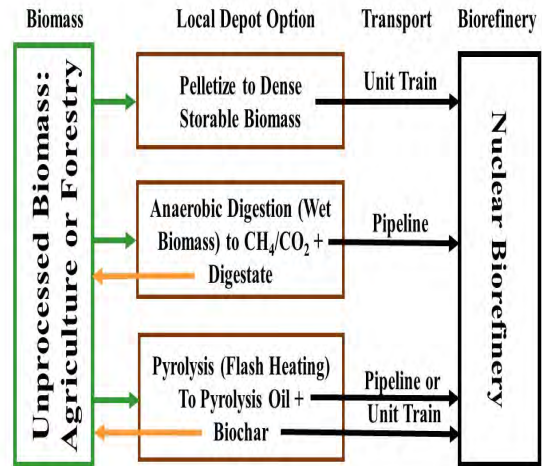 Biomass
Local Depot Option
Transport
Biorefinery
Unprocessed Biomass:
Agriculture or Forestry
Pelletize to Dense
Storable Biomass
Unit Train
Anaerobic Digestion (Wet
Biomass) to CH₄/CO₂ +
Digestate
Pipeline
Pyrolysis (Flash Heating)
To Pyrolysis Oil +
Biochar
Pipeline or
Unit Train
Nuclear Biorefinery